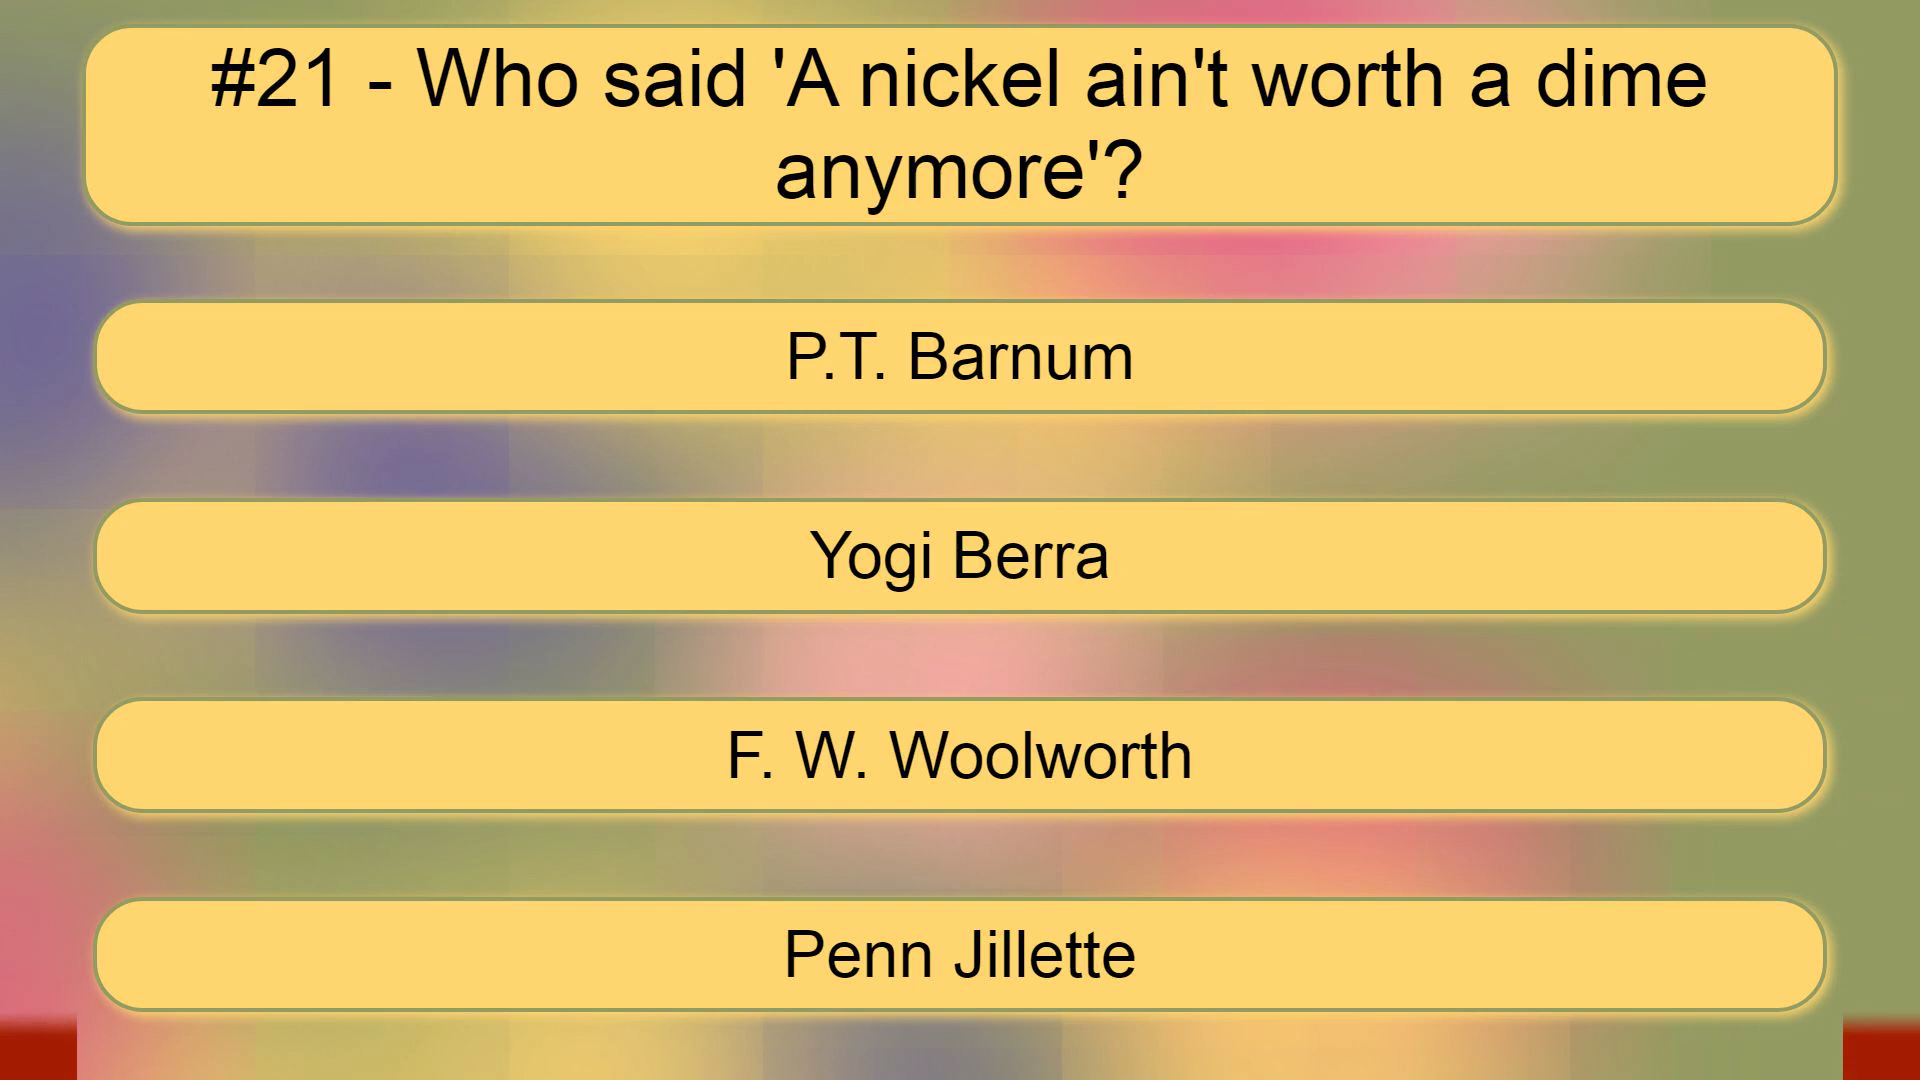 #21 - Who said 'A nickel ain't worth a dime
anymore'?
P.T. Barnum
Yogi Berra
F. W. Woolworth
Penn Jillette